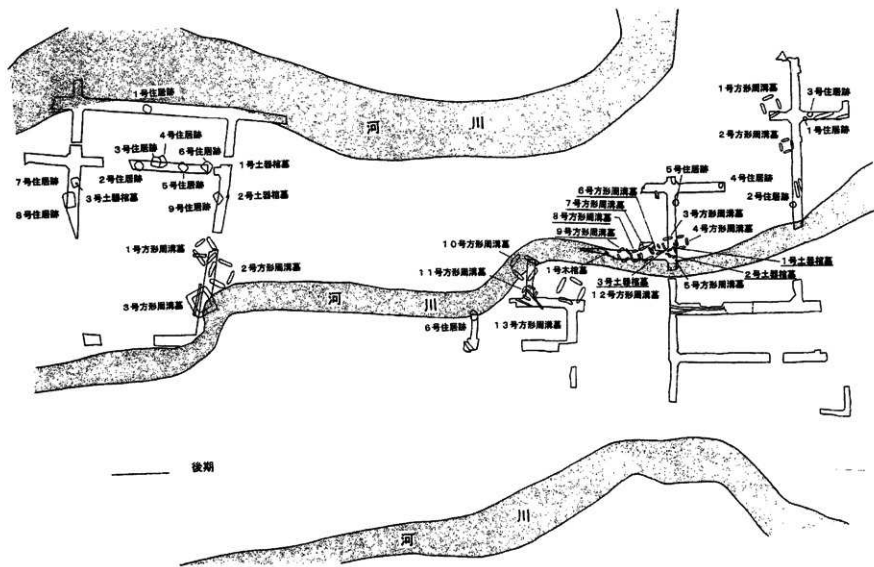 1号住居跡
河
川
4号住居跡
3号住居跡
6号住居跡
2号住居跡
5号住居跡
1号土器棺墓
7号住居跡
3号土器棺墓
8号住居跡
9号住居跡
2号土器棺墓
1号方形周溝墓
2号方形周溝墓
3号方形周溝墓
河
川
10号方形周溝墓
11号方形周溝墓
6号住居跡
13号方形周溝墓
1号木棺墓
6号方形周溝墓
7号方形周溝墓
8号方形周溝墓
9号方形周溝墓
5号住居跡
4号住居跡
3号方形周溝墓
4号方形周溝墓
1号土器棺墓
2号土器棺墓
3号土器棺墓
5号方形周溝墓
12号方形周溝墓
1号方形周溝墓
3号住居跡
1号住居跡
2号方形周溝墓
2号住居跡
後期
河
川